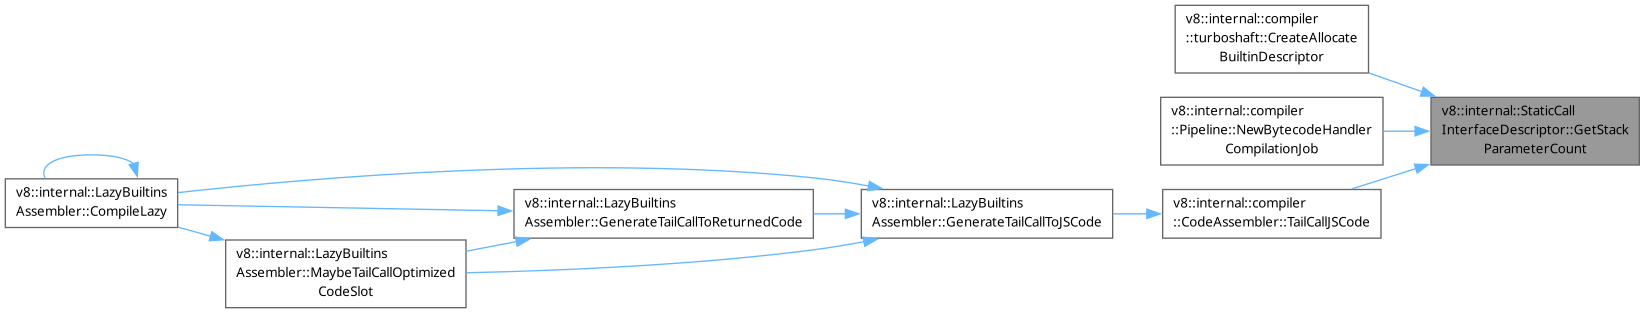 v8::internal::compiler
::turboshaft::CreateAllocate
BuiltinDescriptor
v8::internal::compiler
::Pipeline::NewBytecodeHandler
CompilationJob
v8::internal::StaticCall
InterfaceDescriptor::GetStack
ParameterCount
v8::internal::LazyBuiltins
Assembler::CompileLazy
v8::internal::LazyBuiltins
Assembler::GenerateTailCallToReturnedCode
v8::internal::LazyBuiltins
Assembler::GenerateTailCallToJSCode
v8::internal::compiler
::CodeAssembler::TailCallJSCode
v8::internal::LazyBuiltins
Assembler::MaybeTailCallOptimized
CodeSlot